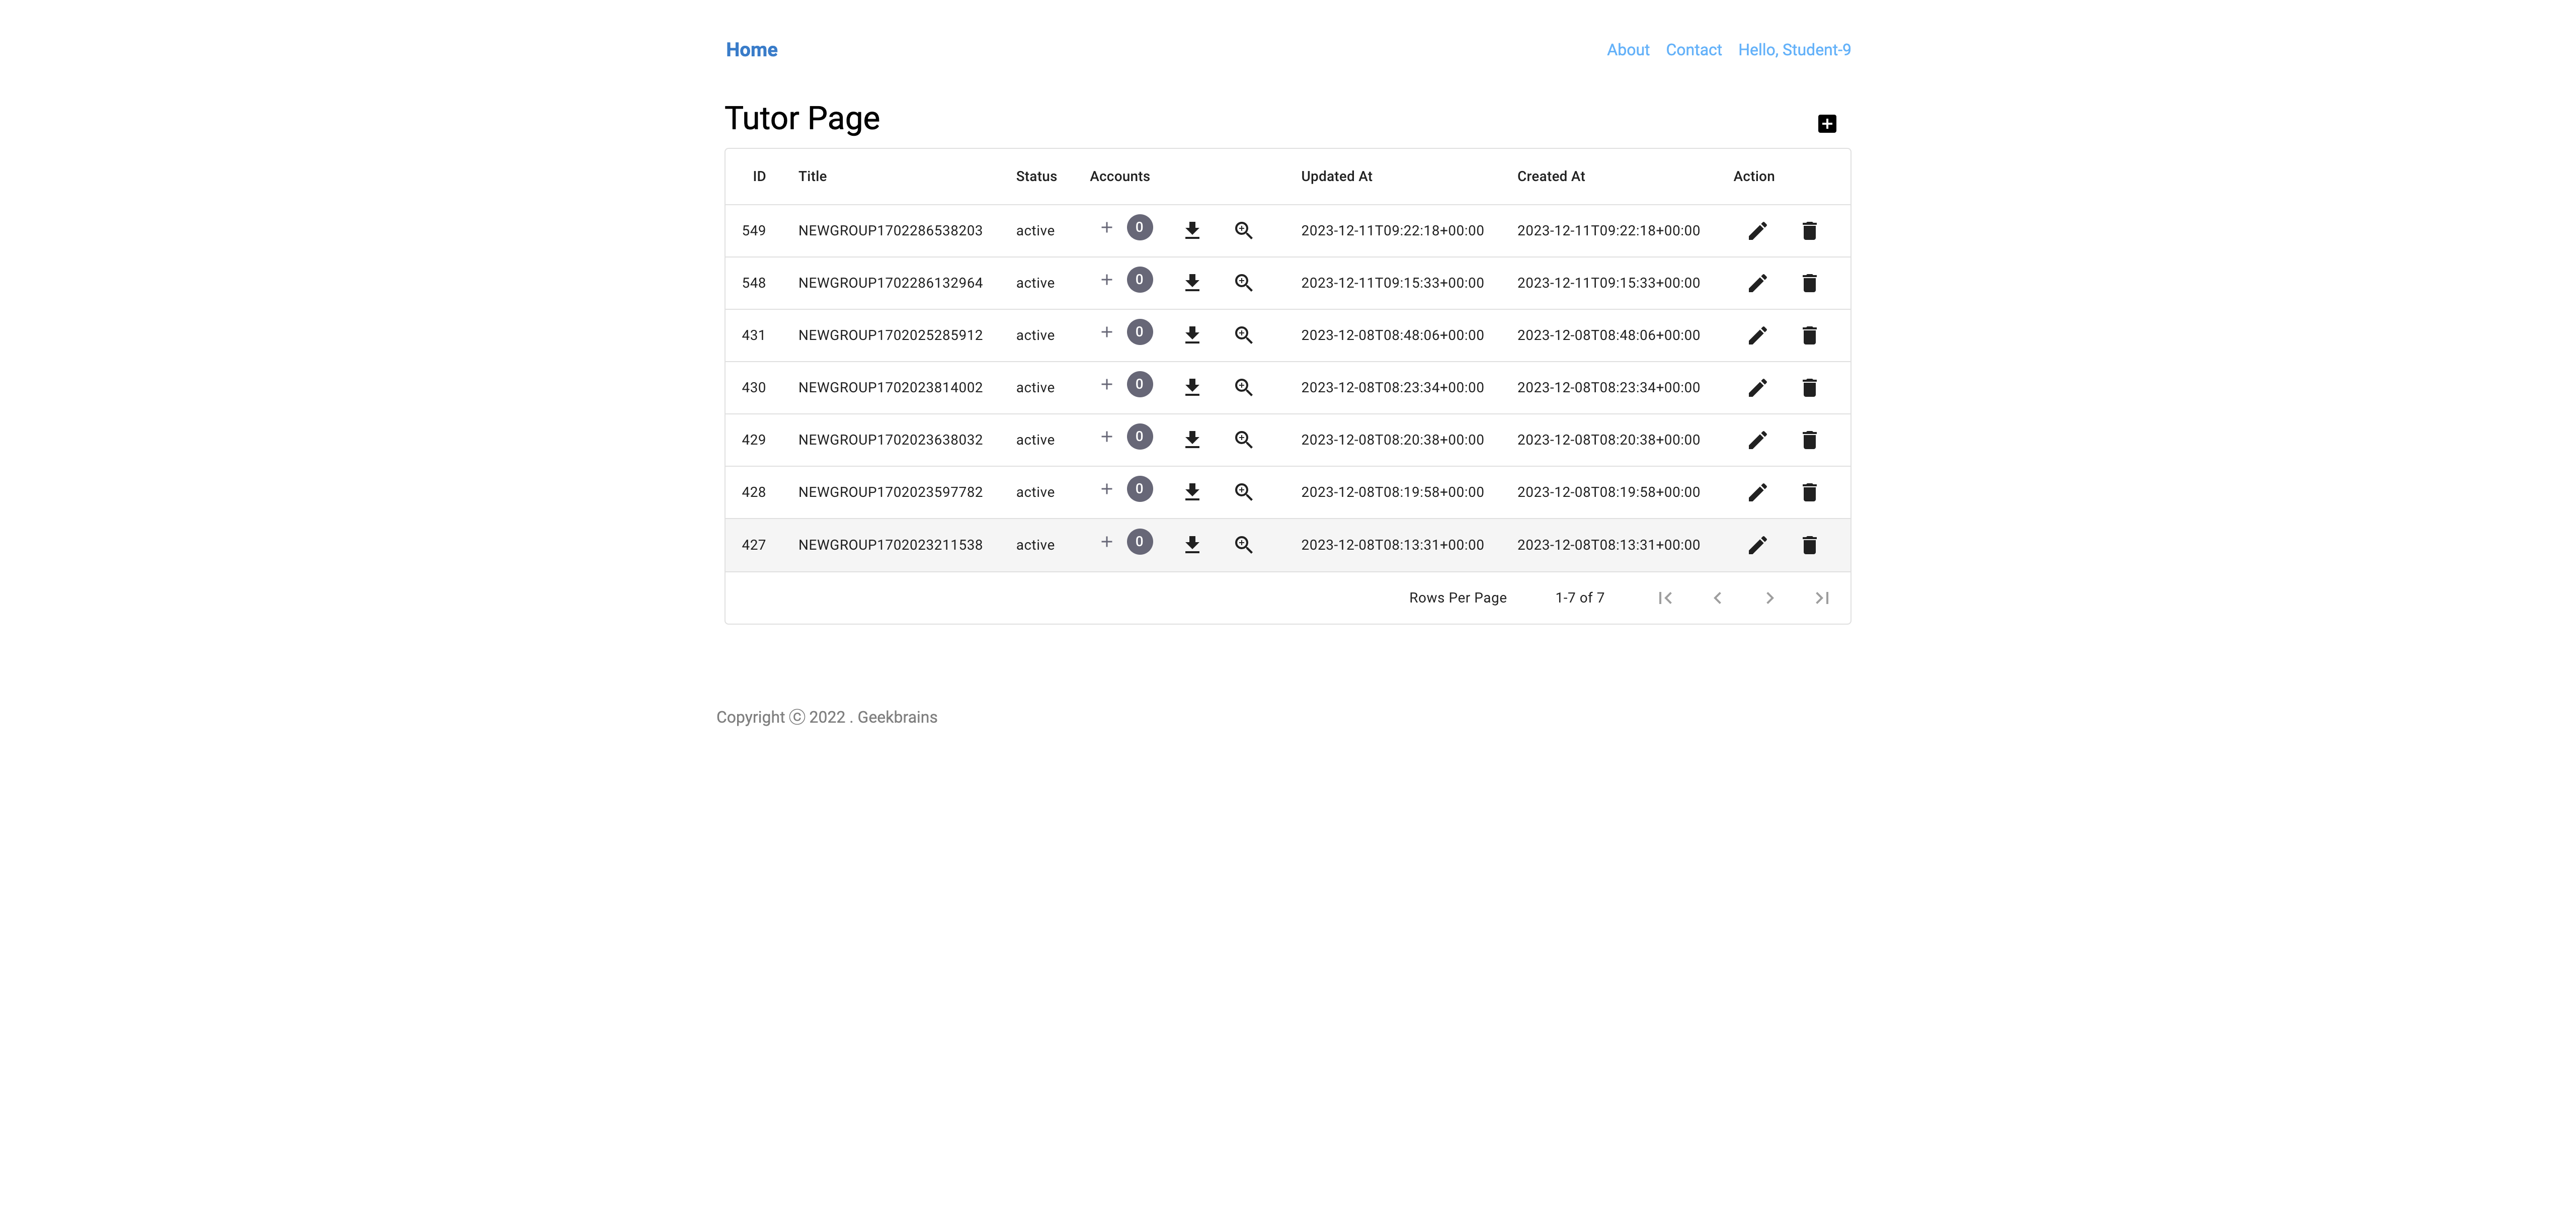 Home About Contact Hello, Student-9
Tutor Page
ID Title Status Accounts Updated At Created At Action
549 NEWGROUP1702286538203 active + 0 2023-12-11T09:22:18+00:00 2023-12-11T09:22:18+00:00
548 NEWGROUP1702286132964 active + 0 2023-12-11T09:15:33+00:00 2023-12-11T09:15:33+00:00
431 NEWGROUP1702025285912 active + 0 2023-12-08T08:48:06+00:00 2023-12-08T08:48:06+00:00
430 NEWGROUP1702023814002 active + 0 2023-12-08T08:23:34+00:00 2023-12-08T08:23:34+00:00
429 NEWGROUP1702023638032 active + 0 2023-12-08T08:20:38+00:00 2023-12-08T08:20:38+00:00
428 NEWGROUP1702023597782 active + 0 2023-12-08T08:19:58+00:00 2023-12-08T08:19:58+00:00
427 NEWGROUP1702023211538 active + 0 2023-12-08T08:13:31+00:00 2023-12-08T08:13:31+00:00
Rows Per Page 1-7 of 7
Copyright ⓒ 2022 . Geekbrains